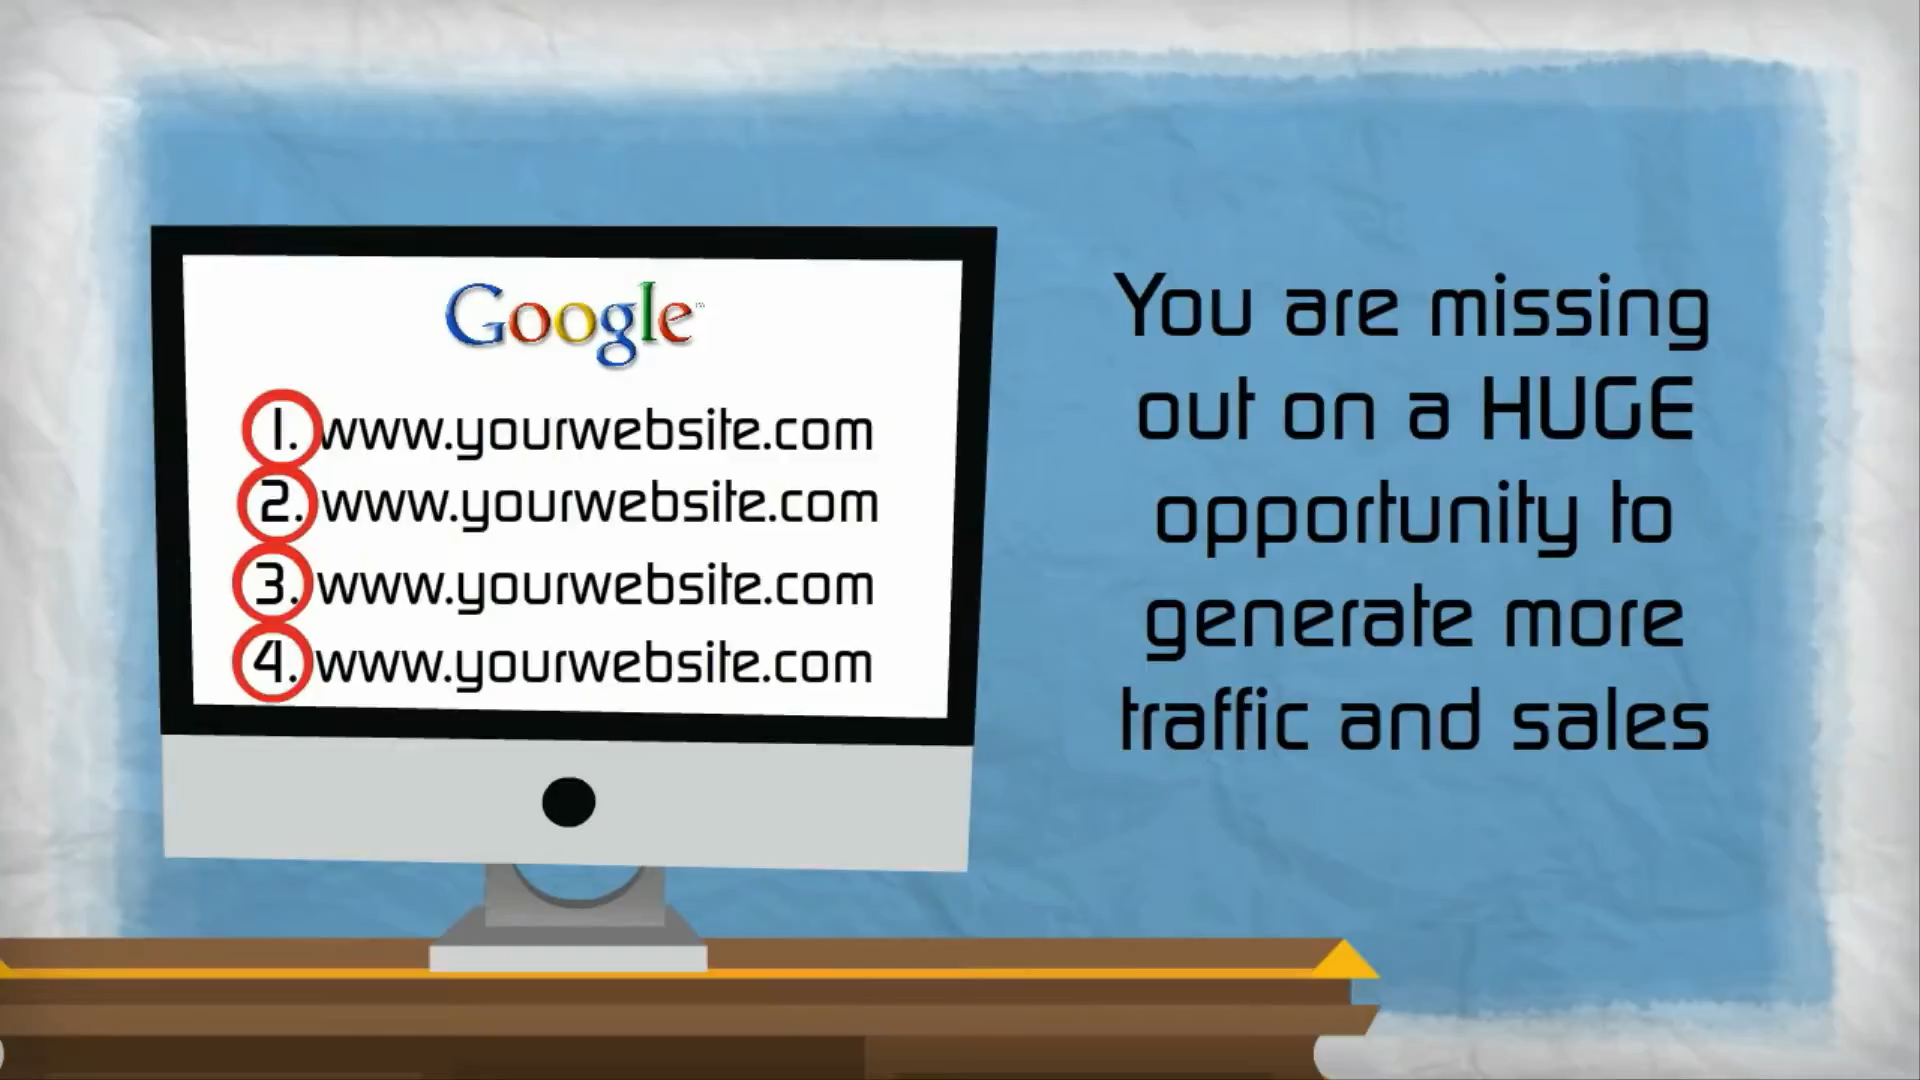 Google™
1. www.yourwebsite.com
2. www.yourwebsite.com
3. www.yourwebsite.com
4. www.yourwebsite.com
You are missing
out on a HUGE
opportunity to
generate more
traffic and sales